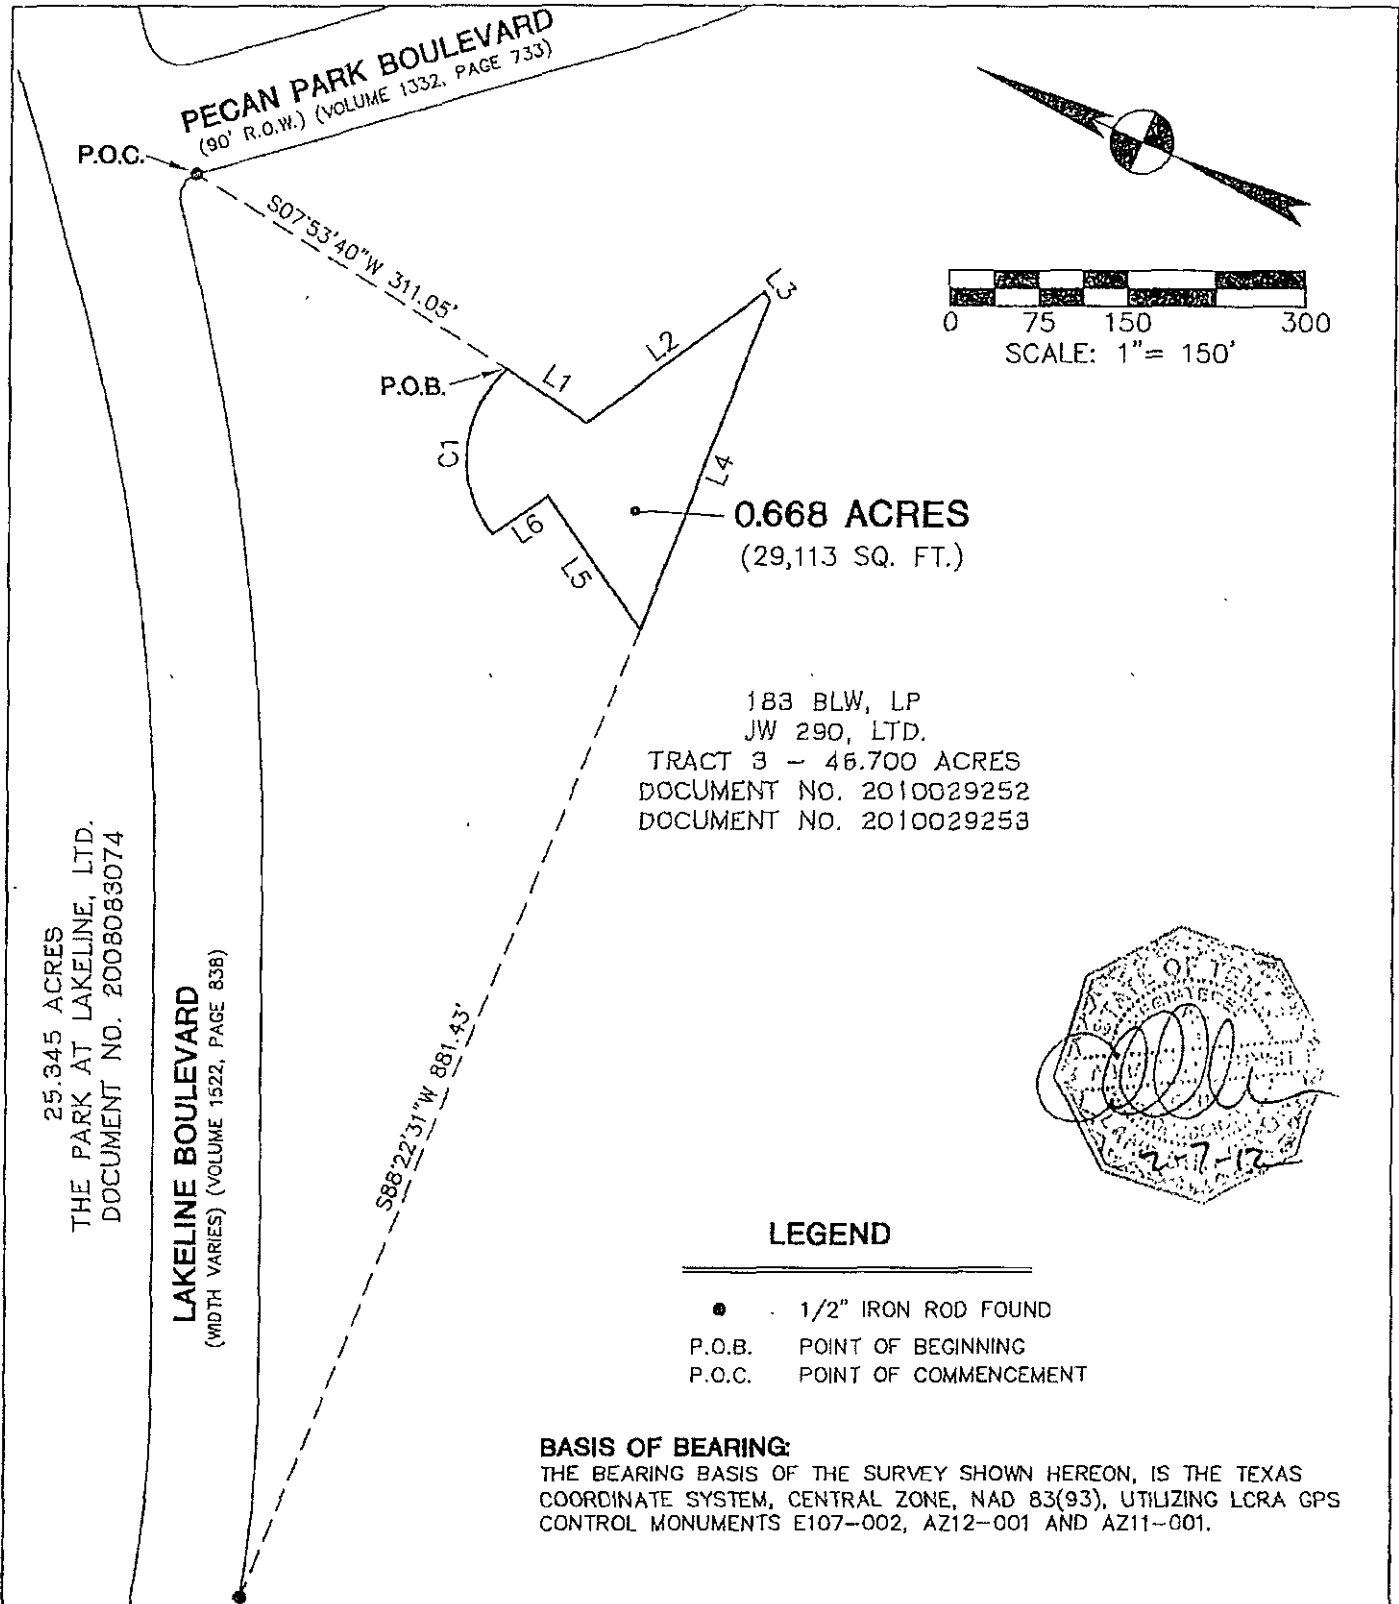 PECAN PARK BOULEVARD
(90' R.O.W.) (VOLUME 1332, PAGE 733)
P.O.C.
S07°53'40"W 311.05'
0 75 150 300
SCALE: 1"= 150'
P.O.B.
L1
L2
L3
C1
L4
L6
L5
0.668 ACRES
(29,113 SQ. FT.)
183 BLW, LP
JW 290, LTD.
TRACT 3 - 46.700 ACRES
DOCUMENT NO. 2010029252
DOCUMENT NO. 2010029253
25.345 ACRES
THE PARK AT LAKELINE, LTD.
DOCUMENT NO. 2008083074
LAKELINE BOULEVARD
(WIDTH VARIES) (VOLUME 1522, PAGE 838)
S88°22'31"W 881.43'
STATE OF
2-7-12
LEGEND
1/2" IRON ROD FOUND
P.O.B. POINT OF BEGINNING
P.O.C. POINT OF COMMENCEMENT
BASIS OF BEARING:
THE BEARING BASIS OF THE SURVEY SHOWN HEREON, IS THE TEXAS
COORDINATE SYSTEM, CENTRAL ZONE, NAD 83(93), UTILIZING LCRA GPS
CONTROL MONUMENTS E107-002, AZ12-001 AND AZ11-001.